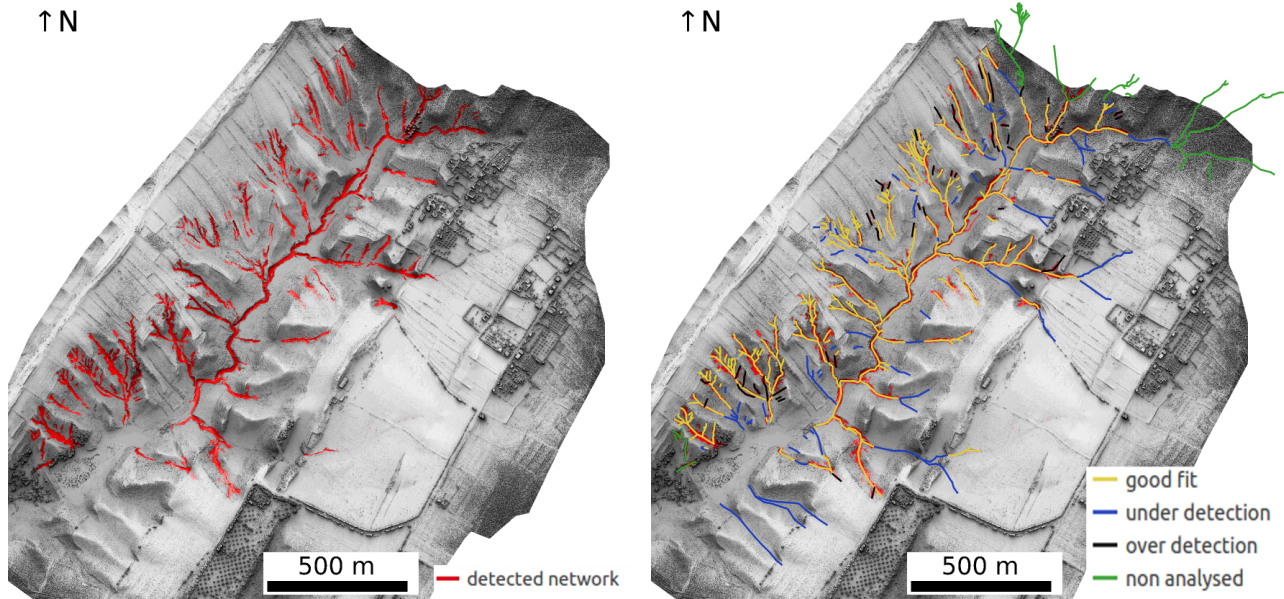 ↑N
500 m
detected network
↑N
good fit
under detection
over detection
non analysed
500 m